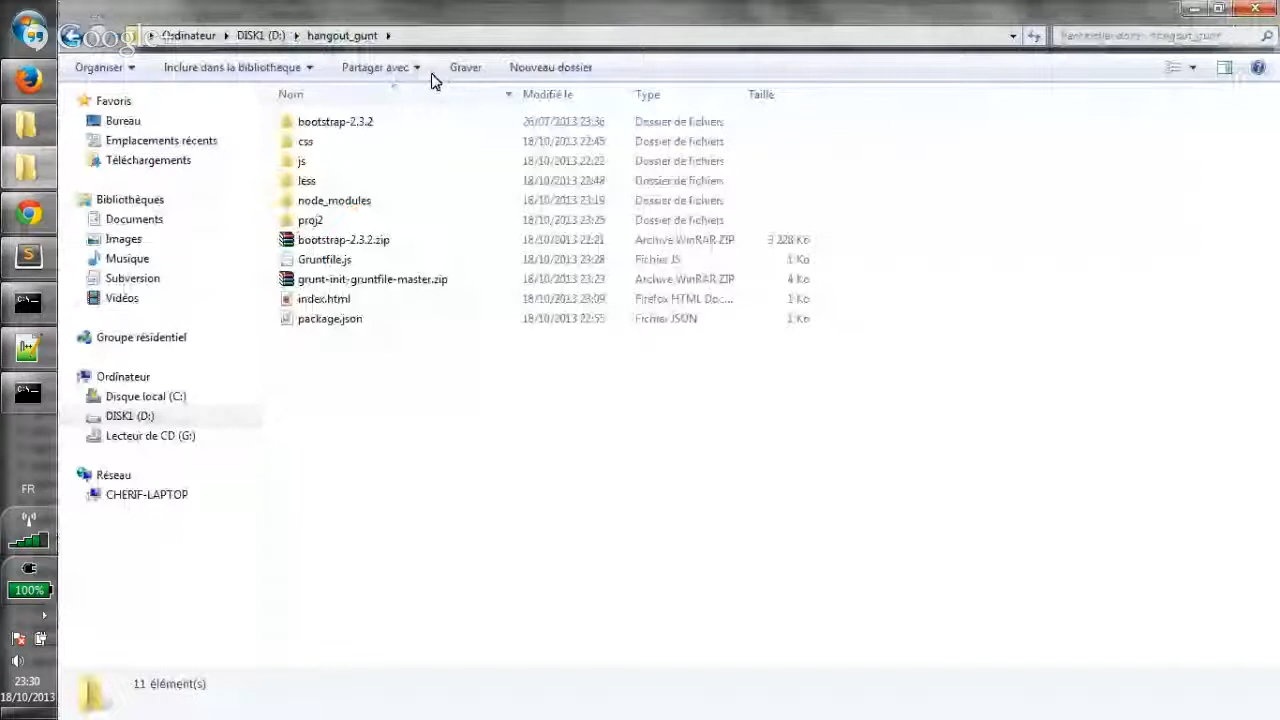 Google+
Ordinateur DISK1 (D:) hangout_gunt
Organiser Inclure dans la bibliothèque Partager avec Graver Nouveau dossier
Nom Modifié le Type Taille
Favoris
Bureau
Emplacements récents
Téléchargements
Bibliothèques
Documents
Images
Musique
Subversion
Vidéos
Groupe résidentiel
Ordinateur
Disque local (C:)
DISK1 (D:)
Lecteur de CD (G:)
Réseau
CHERIF-LAPTOP
bootstrap-2.3.2 26/07/2013 23:36 Dossier de fichiers
css 18/10/2013 22:45 Dossier de fichiers
js 18/10/2013 22:22 Dossier de fichiers
less 18/10/2013 22:48 Dossier de fichiers
node_modules 18/10/2013 23:19 Dossier de fichiers
proj2 18/10/2013 23:25 Dossier de fichiers
bootstrap-2.3.2.zip 18/10/2013 22:21 Archive WinRAR ZIP 3 228 Ko
Gruntfile.js 18/10/2013 23:28 Fichier JS 1 Ko
grunt-init-gruntfile-master.zip 18/10/2013 23:23 Archive WinRAR ZIP 4 Ko
index.html 18/10/2013 23:09 Firefox HTML Doc... 1 Ko
package.json 18/10/2013 22:55 Fichier JSON 1 Ko
FR
100%
23:30
18/10/2013
11 élément(s)